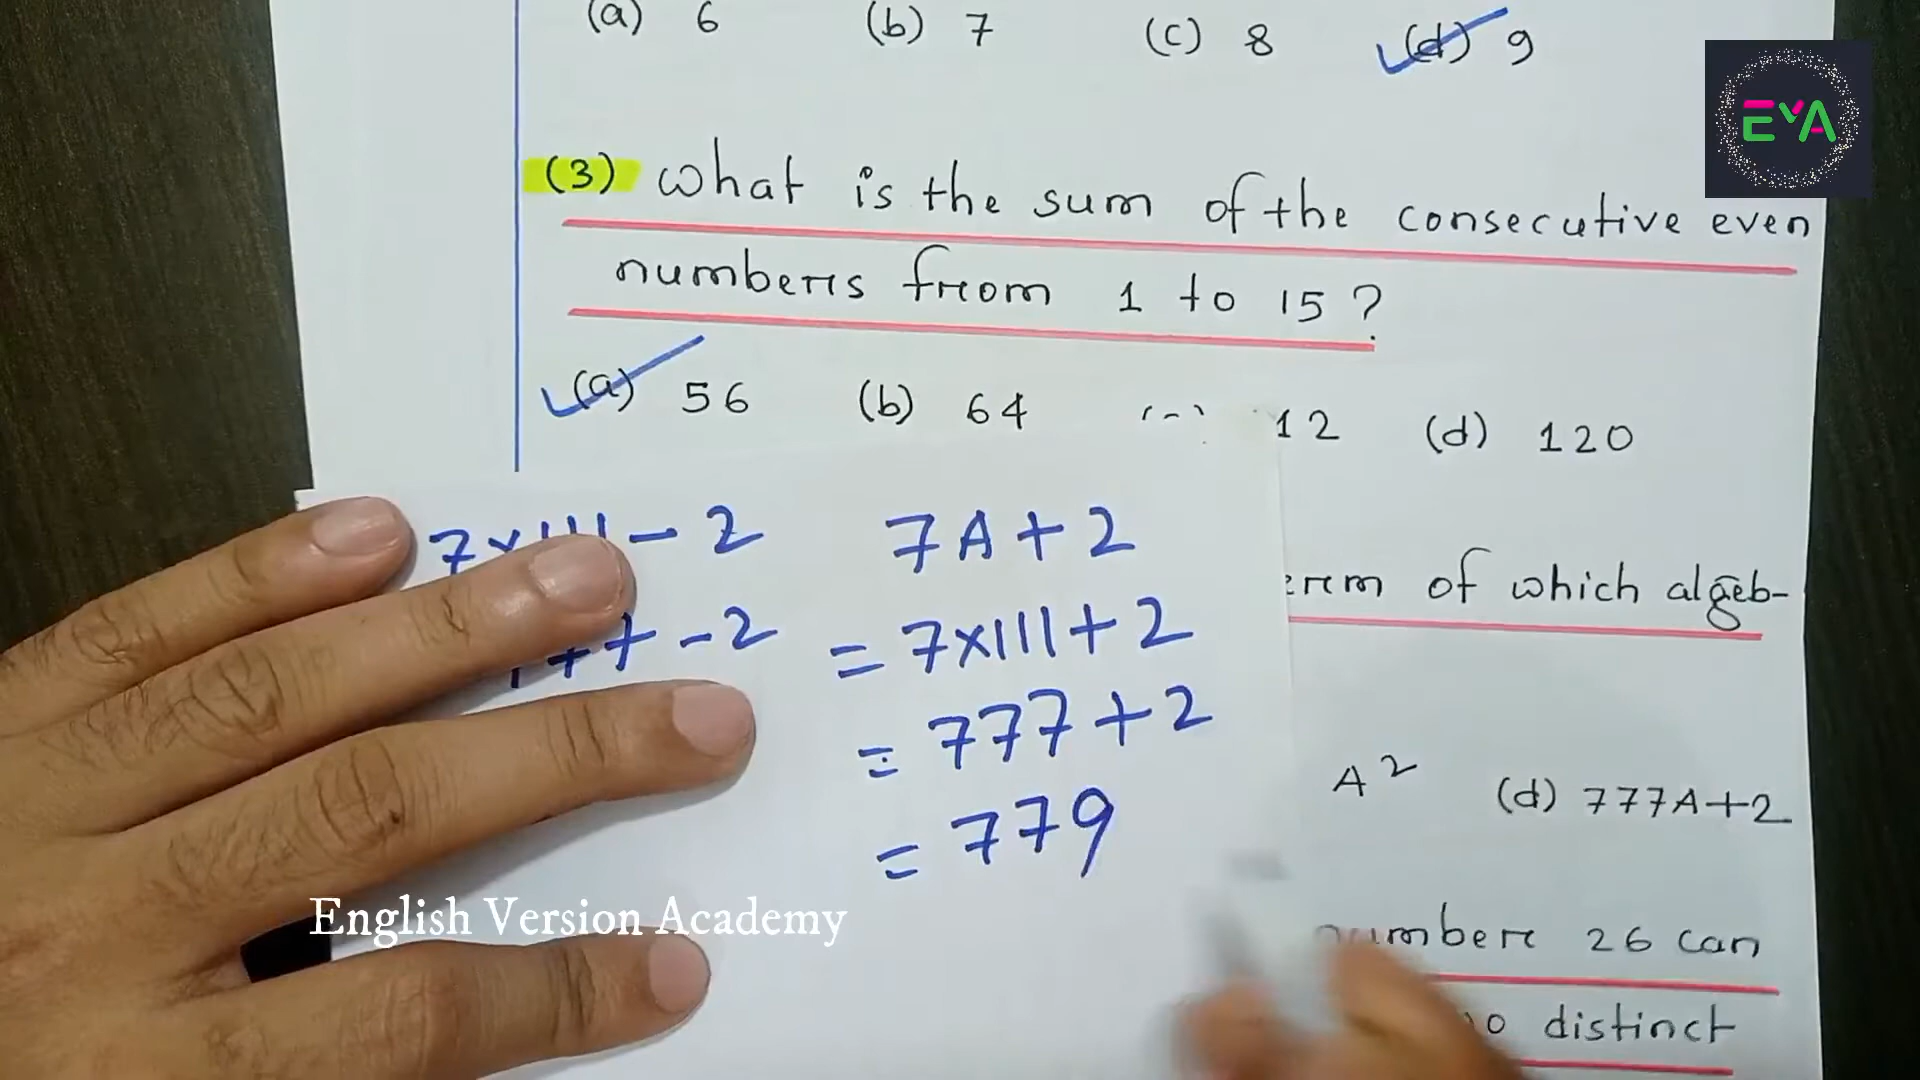 (a) 6 (b) 7 (c) 8 (d) 9
EVA
(3) What is the sum of the consecutive even
numbers from 1 to 15?
(a) 56 (b) 64 12 (d) 120
7×111-2 7A+2
of which algeb-
-2 = 7×111+2
= 777+2
A² (d) 777A+2
= 779
English Version Academy
number 26 can
distinct